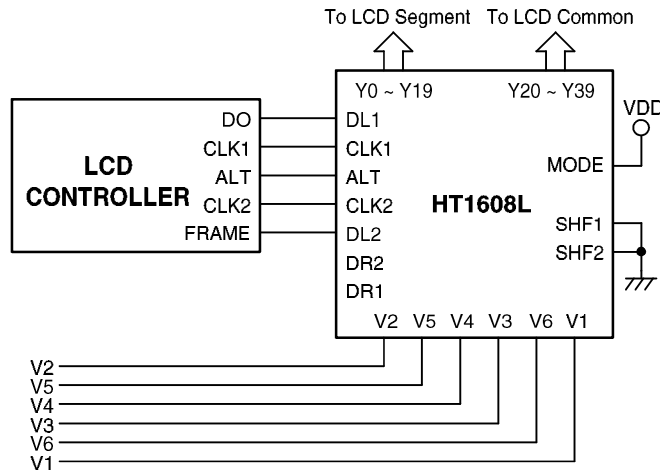 To LCD Segment To LCD Common
Y0 ~ Y19 Y20 ~ Y39
VDD
DO DL1
CLK1 CLK1
MODE
LCD
CONTROLLER
ALT ALT
HT1608L
CLK2 CLK2
SHF1
FRAME DL2
SHF2
DR2
DR1
V2 V5 V4 V3 V6 V1
V2
V5
V4
V3
V6
V1